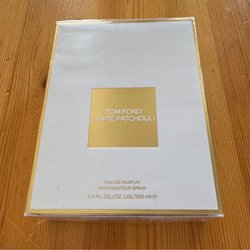 TOM FORD
WHITE PATCHOULI
EAU DE PARFUM
VAPORISATEUR SPRAY
3.4 FL.OZ./OZ.LIQ./100 ml ℮